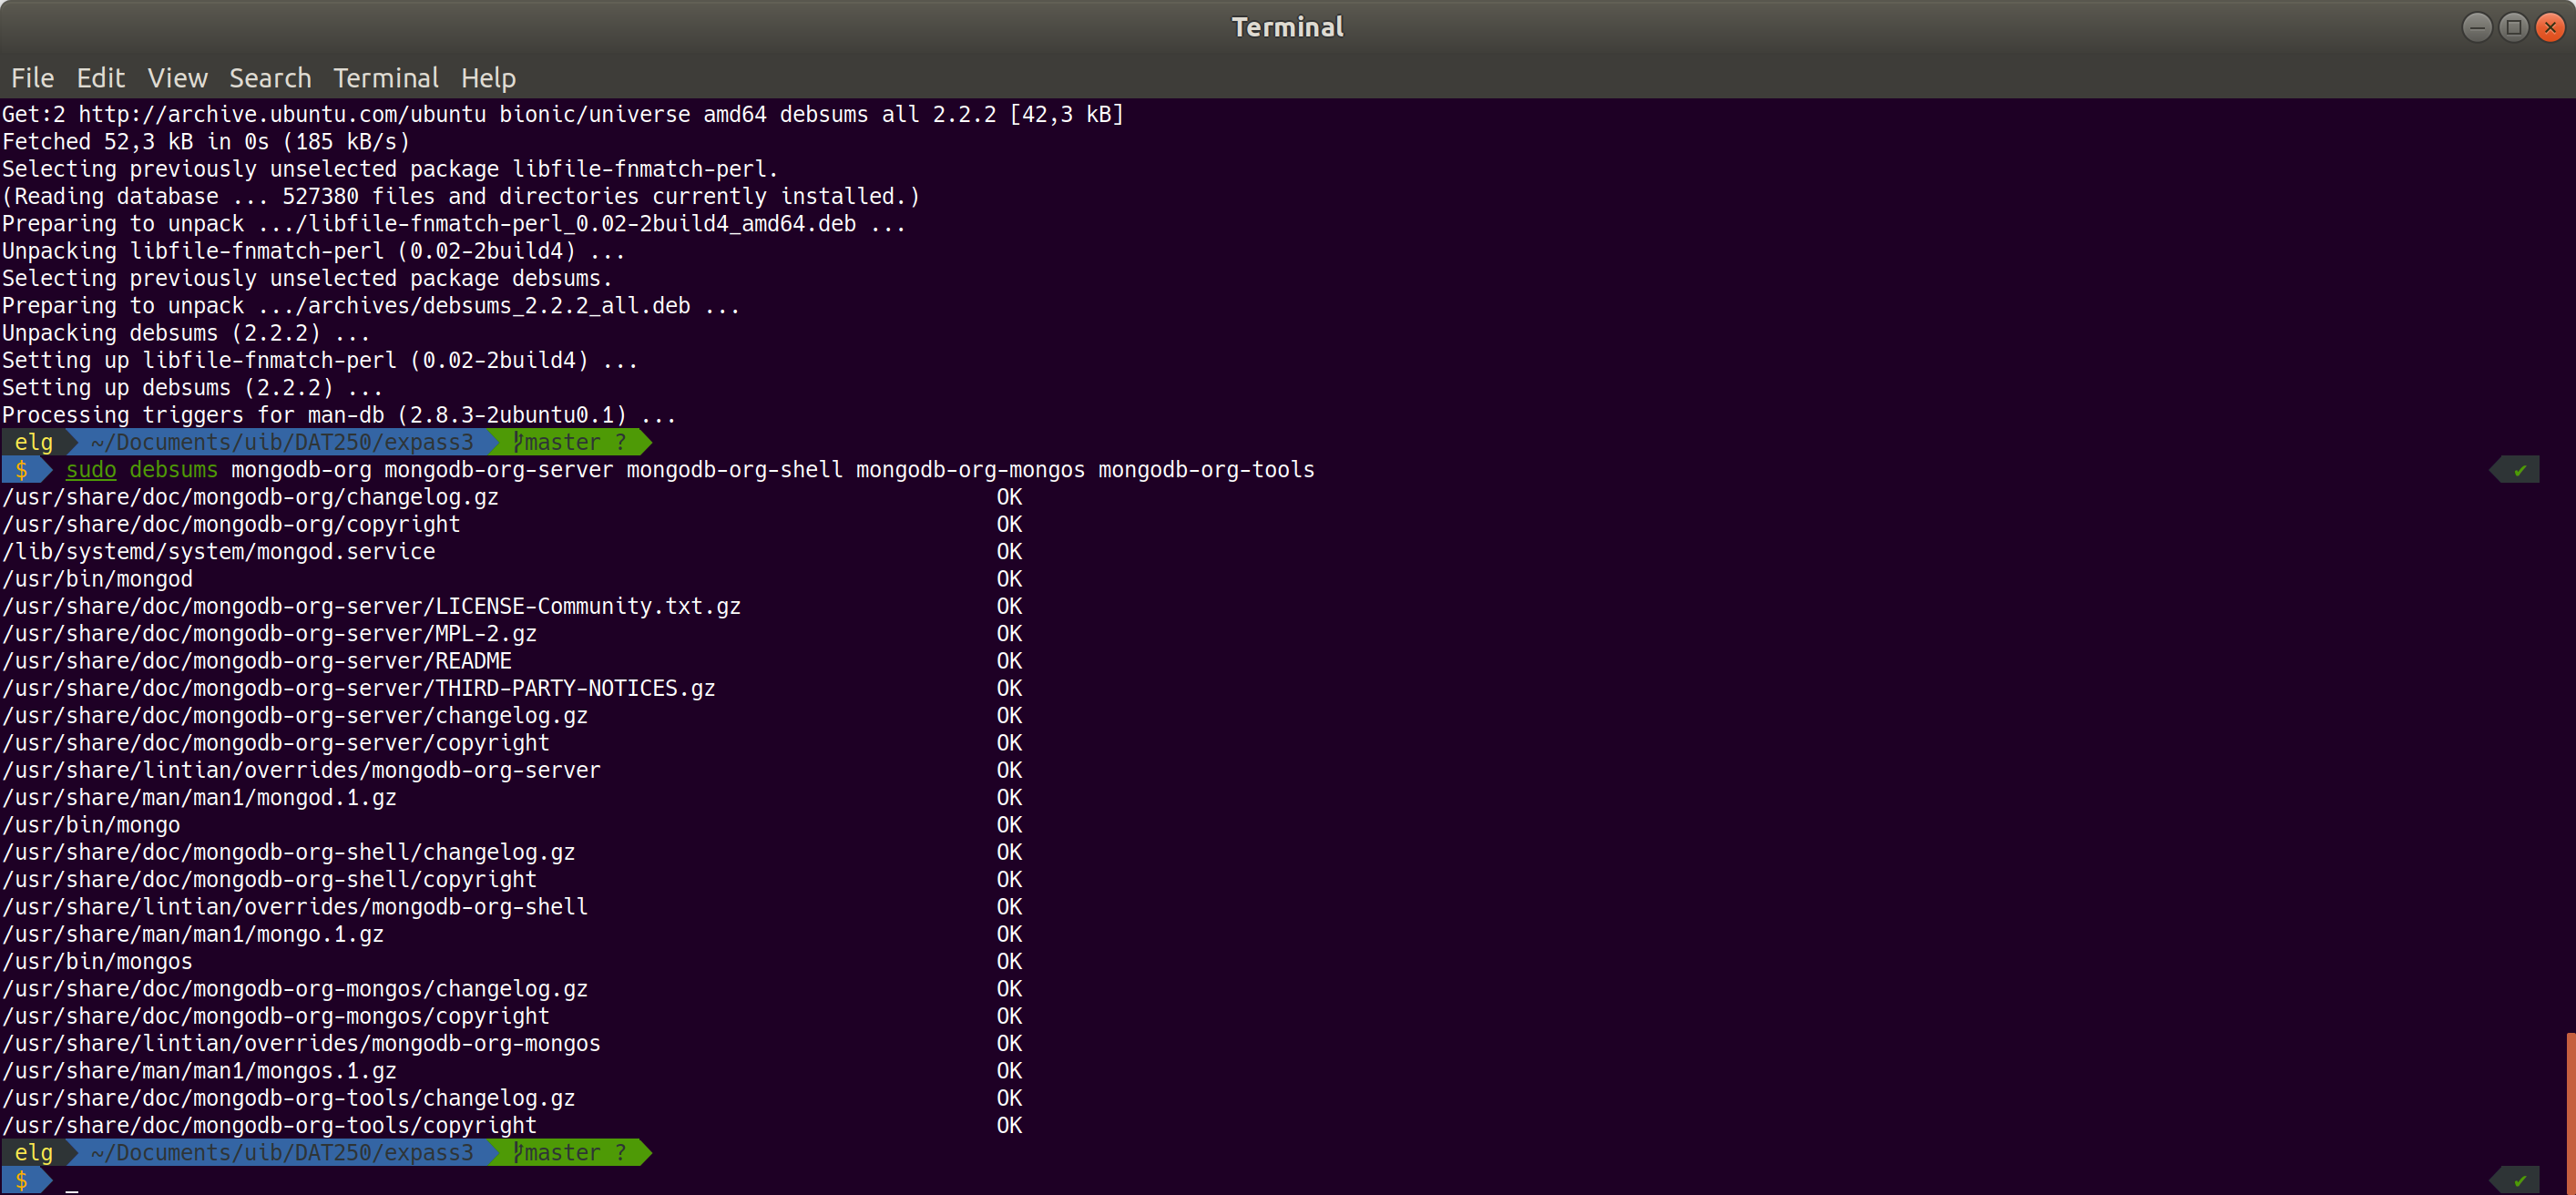 Terminal
File Edit View Search Terminal Help
Get:2 http://archive.ubuntu.com/ubuntu bionic/universe amd64 debsums all 2.2.2 [42,3 kB]
Fetched 52,3 kB in 0s (185 kB/s)
Selecting previously unselected package libfile-fnmatch-perl.
(Reading database ... 527380 files and directories currently installed.)
Preparing to unpack .../libfile-fnmatch-perl_0.02-2build4_amd64.deb ...
Unpacking libfile-fnmatch-perl (0.02-2build4) ...
Selecting previously unselected package debsums.
Preparing to unpack .../archives/debsums_2.2.2_all.deb ...
Unpacking debsums (2.2.2) ...
Setting up libfile-fnmatch-perl (0.02-2build4) ...
Setting up debsums (2.2.2) ...
Processing triggers for man-db (2.8.3-2ubuntu0.1) ...
elg ~/Documents/uib/DAT250/expass3 master ?
$ sudo debsums mongodb-org mongodb-org-server mongodb-org-shell mongodb-org-mongos mongodb-org-tools ✔
/usr/share/doc/mongodb-org/changelog.gz OK
/usr/share/doc/mongodb-org/copyright OK
/lib/systemd/system/mongod.service OK
/usr/bin/mongod OK
/usr/share/doc/mongodb-org-server/LICENSE-Community.txt.gz OK
/usr/share/doc/mongodb-org-server/MPL-2.gz OK
/usr/share/doc/mongodb-org-server/README OK
/usr/share/doc/mongodb-org-server/THIRD-PARTY-NOTICES.gz OK
/usr/share/doc/mongodb-org-server/changelog.gz OK
/usr/share/doc/mongodb-org-server/copyright OK
/usr/share/lintian/overrides/mongodb-org-server OK
/usr/share/man/man1/mongod.1.gz OK
/usr/bin/mongo OK
/usr/share/doc/mongodb-org-shell/changelog.gz OK
/usr/share/doc/mongodb-org-shell/copyright OK
/usr/share/lintian/overrides/mongodb-org-shell OK
/usr/share/man/man1/mongo.1.gz OK
/usr/bin/mongos OK
/usr/share/doc/mongodb-org-mongos/changelog.gz OK
/usr/share/doc/mongodb-org-mongos/copyright OK
/usr/share/lintian/overrides/mongodb-org-mongos OK
/usr/share/man/man1/mongos.1.gz OK
/usr/share/doc/mongodb-org-tools/changelog.gz OK
/usr/share/doc/mongodb-org-tools/copyright OK
elg ~/Documents/uib/DAT250/expass3 master ?
$ _ ✔